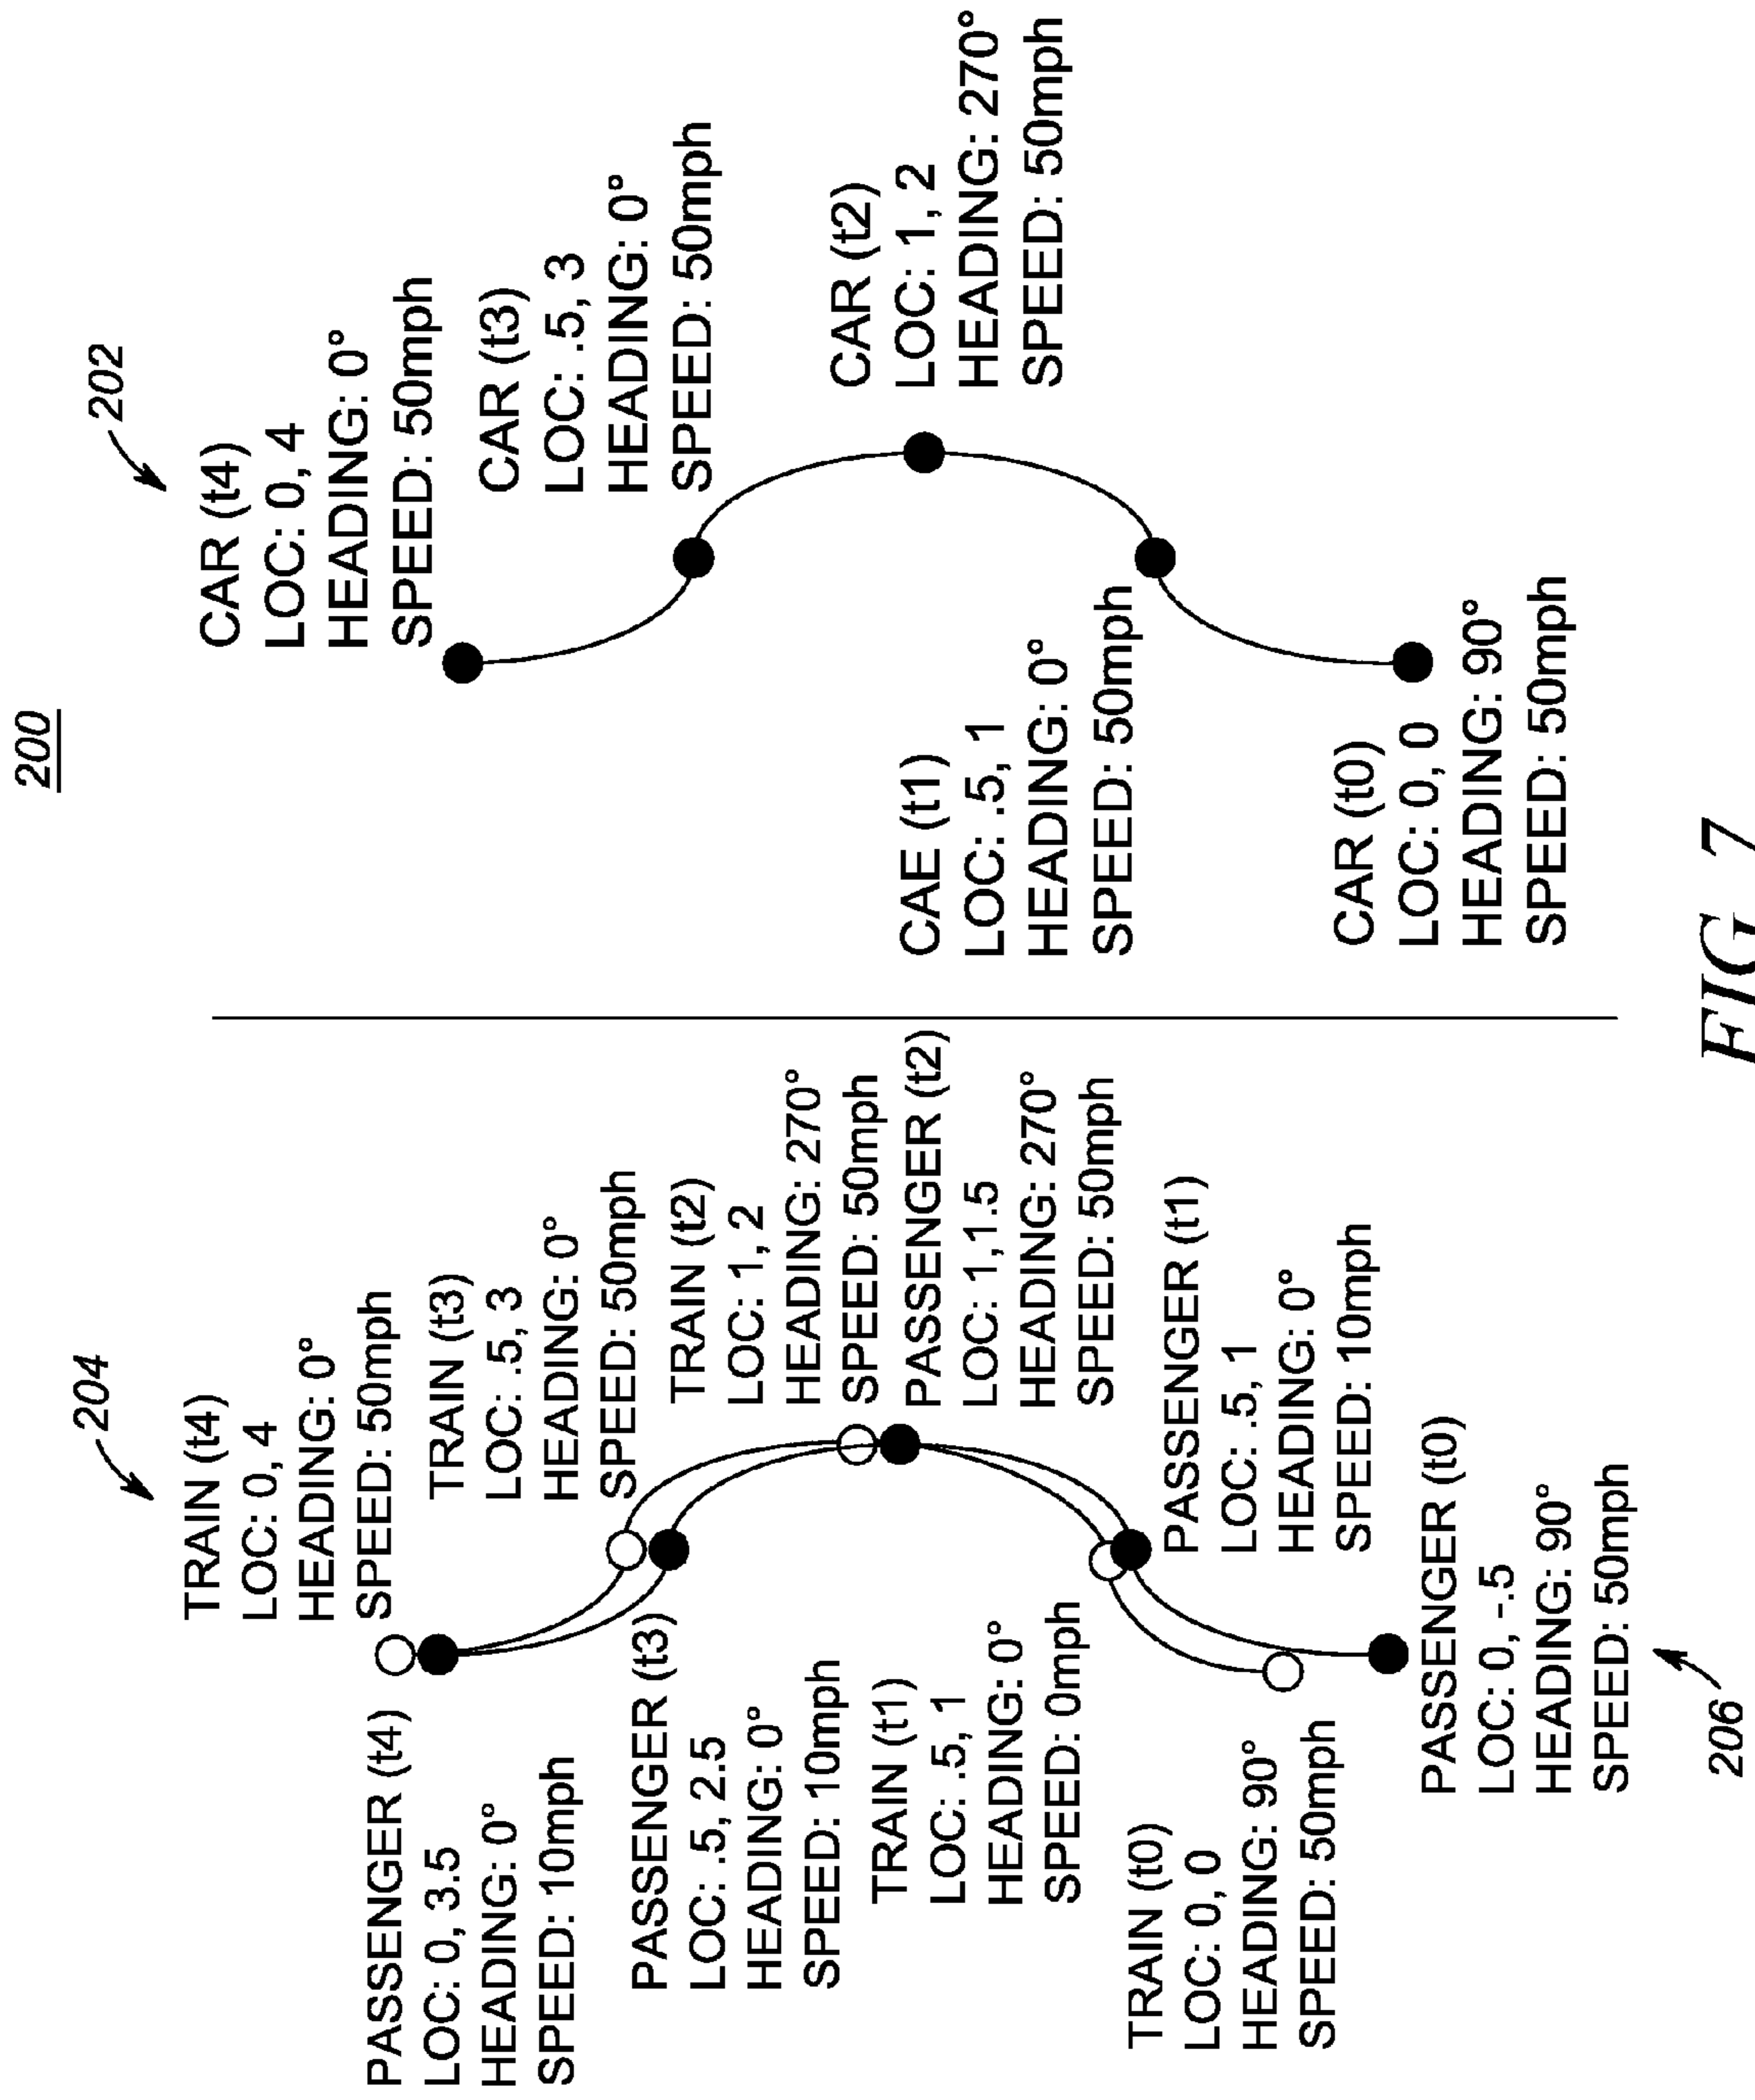 200
204
TRAIN (t4)
LOC: 0, 4
HEADING: 0°
SPEED: 50mph
PASSENGER (t4)
LOC: 0, 3.5
HEADING: 0°
SPEED: 10mph
TRAIN (t3)
LOC: .5, 3
HEADING: 0°
SPEED: 50mph
PASSENGER (t3)
LOC: .5, 2.5
HEADING: 0°
SPEED: 10mph
TRAIN (t2)
LOC: 1, 2
HEADING: 270°
SPEED: 50mph
PASSENGER (t2)
LOC: 1,1.5
HEADING: 270°
SPEED: 50mph
TRAIN (t1)
LOC: .5, 1
HEADING: 0°
SPEED: 0mph
PASSENGER (t1)
LOC: .5, 1
HEADING: 0°
SPEED: 10mph
TRAIN (t0)
LOC: 0, 0
HEADING: 90°
SPEED: 50mph
PASSENGER (t0)
LOC: 0, -.5
HEADING: 90°
SPEED: 50mph
206
202
CAR (t4)
LOC: 0, 4
HEADING: 0°
SPEED: 50mph
CAR (t3)
LOC: .5, 3
HEADING: 0°
SPEED: 50mph
CAR (t2)
LOC: 1, 2
HEADING: 270°
SPEED: 50mph
CAE (t1)
LOC: .5, 1
HEADING: 0°
SPEED: 50mph
CAR (t0)
LOC: 0, 0
HEADING: 90°
SPEED: 50mph
FIG. 7